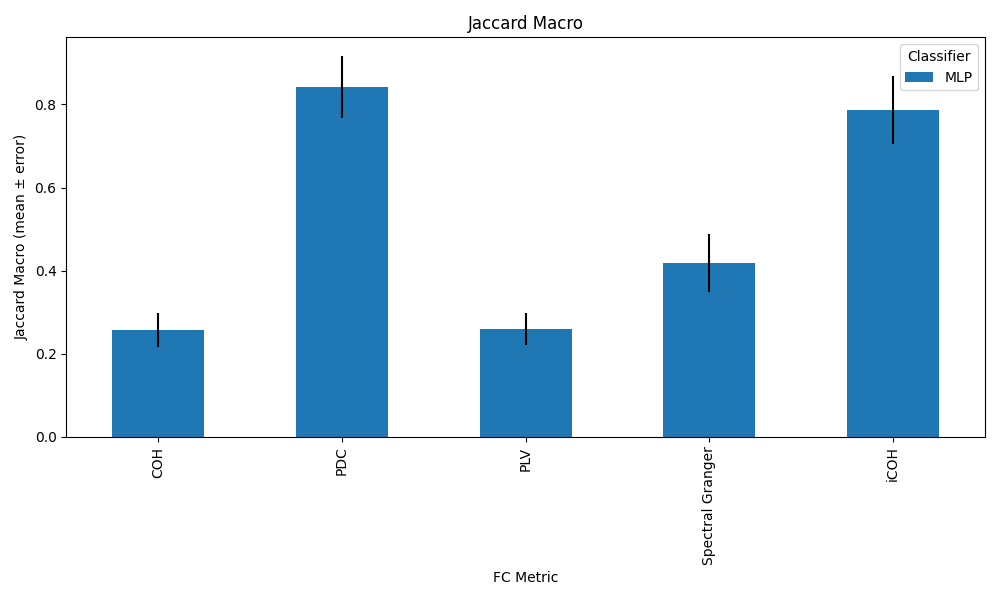 Jaccard Macro
Classifier
MLP
Jaccard Macro (mean ± error)
0.8
0.6
0.4
0.2
0.0
COH
PDC
PLV
Spectral Granger
iCOH
FC Metric